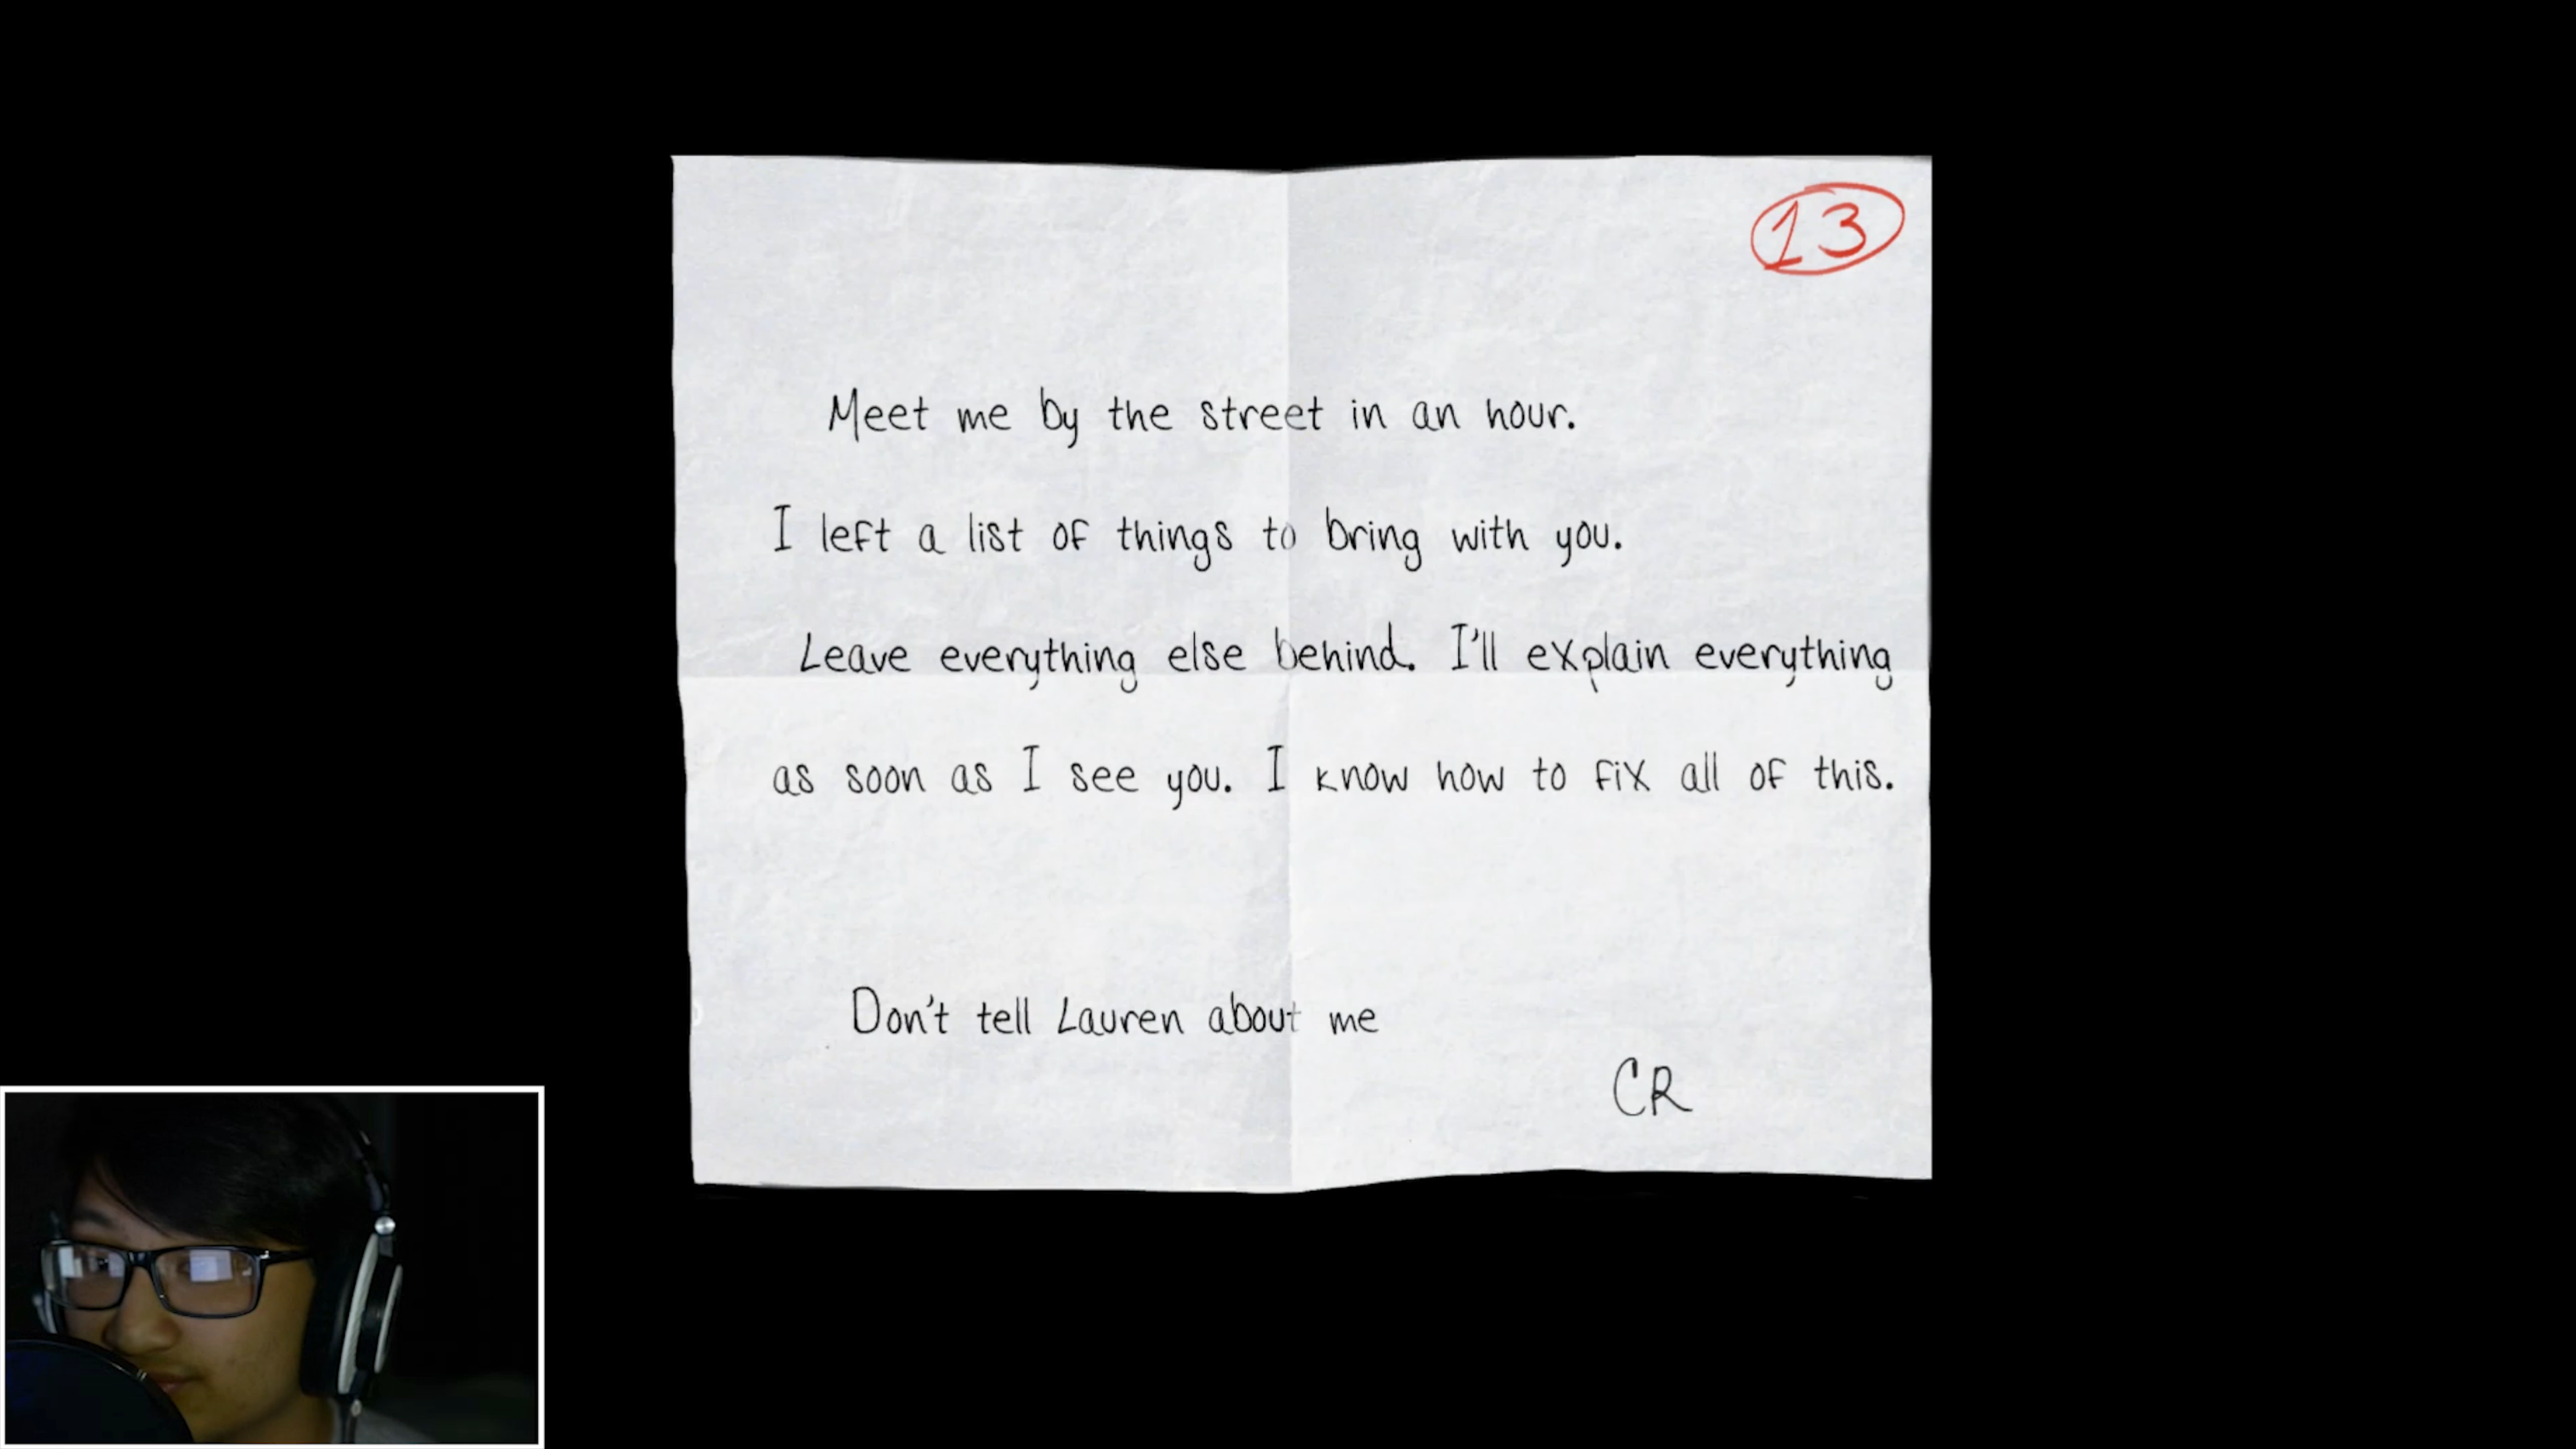 13
Meet me by the street in an hour.
I left a list of things to bring with you.
Leave everything else behind. I'll explain everything
as soon as I see you. I know how to fix all of this.
Don't tell Lauren about me
CR